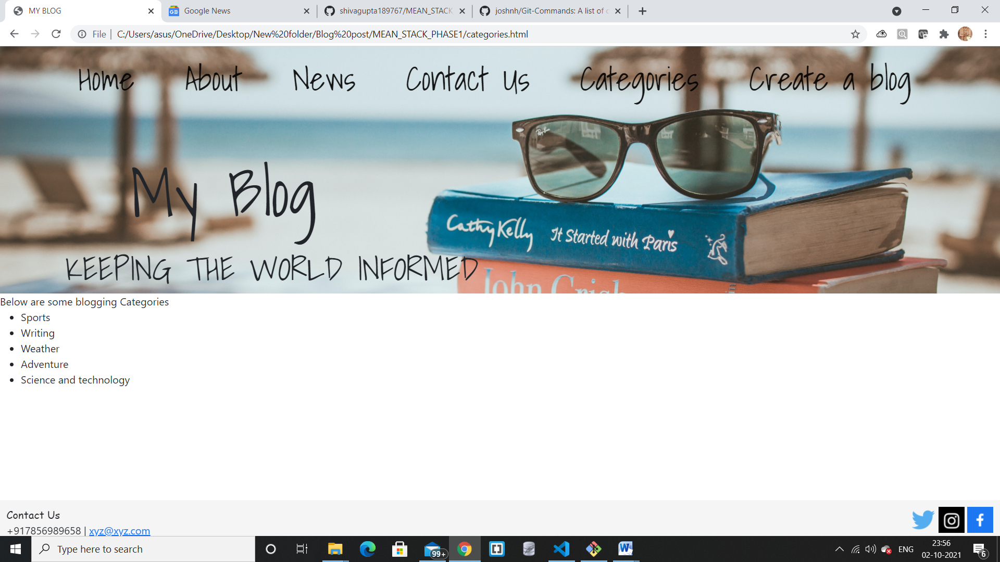 MY BLOG
Google News
shivagupta189767/MEAN_STACK
joshnh/Git-Commands: A list of c
File
C:/Users/asus/OneDrive/Desktop/New%20folder/Blog%20post/MEAN_STACK_PHASE1/categories.html
Home About News Contact Us Categories Create a blog
Ray-Ban
My Blog
Cathy Kelly It Started with Paris
KEEPING THE WORLD INFORMED
John
Below are some blogging Categories
• Sports
• Writing
• Weather
• Adventure
• Science and technology
Contact Us
+917856989658 | xyz@xyz.com
Type here to search
99+
ENG
23:56
02-10-2021
6